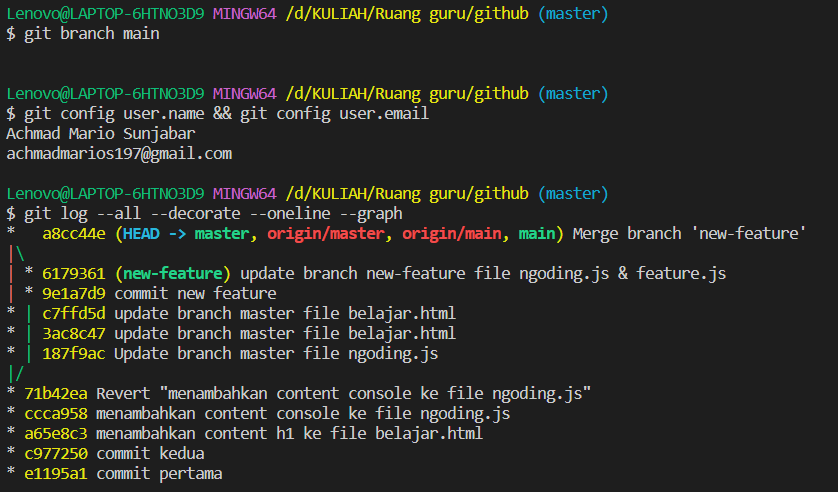 Lenovo@LAPTOP-6HTNO3D9 MINGW64 /d/KULIAH/Ruang guru/github (master)
$ git branch main
Lenovo@LAPTOP-6HTNO3D9 MINGW64 /d/KULIAH/Ruang guru/github (master)
$ git config user.name && git config user.email
Achmad Mario Sunjabar
achmadmarios197@gmail.com
Lenovo@LAPTOP-6HTNO3D9 MINGW64 /d/KULIAH/Ruang guru/github (master)
$ git log --all --decorate --oneline --graph
*   a8cc44e (HEAD -> master, origin/master, origin/main, main) Merge branch 'new-feature'
|\
| * 6179361 (new-feature) update branch new-feature file ngoding.js & feature.js
| * 9e1a7d9 commit new feature
* | c7ffd5d update branch master file belajar.html
* | 3ac8c47 update branch master file belajar.html
* | 187f9ac Update branch master file ngoding.js
|/
* 71b42ea Revert "menambahkan content console ke file ngoding.js"
* ccca958 menambahkan content console ke file ngoding.js
* a65e8c3 menambahkan content h1 ke file belajar.html
* c977250 commit kedua
* e1195a1 commit pertama